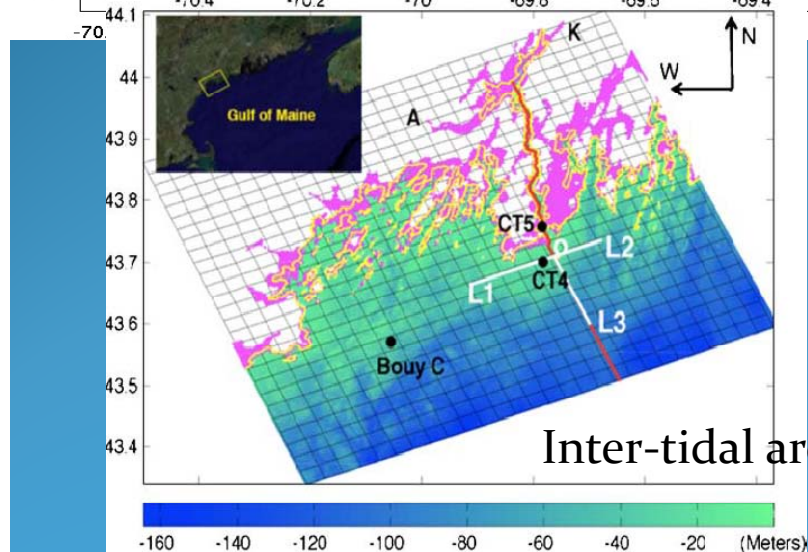 -70.4 -70.2 -70 -69.8 -69.6 -69.4
44.1
-70.
44
43.9
43.8
43.7
43.6
43.5
43.4
Gulf of Maine
K
N
W
A
CT5
O
L2
CT4
L1
L3
Bouy C
Inter-tidal
-160 -140 -120 -100 -80 -60 -40 -20 (Meters)